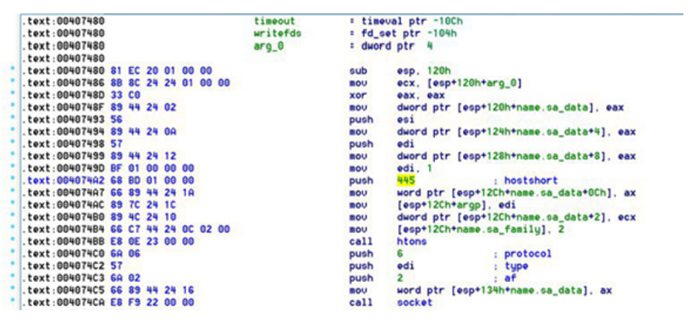 .text:00407480 timeout = timeval ptr -10Ch
.text:00407480 writefds = fd_set ptr -104h
.text:00407480 arg_0 = dword ptr 4
.text:00407480
.text:00407480 81 EC 20 01 00 00 sub esp, 120h
.text:00407486 8B 8C 24 24 01 00 00 mov ecx, [esp+120h+arg_0]
.text:0040748D 33 C0 xor eax, eax
.text:0040748F 89 44 24 02 mov dword ptr [esp+120h+name.sa_data], eax
.text:00407493 56 push esi
.text:00407494 89 44 24 0A mov dword ptr [esp+124h+name.sa_data+4], eax
.text:00407498 57 push edi
.text:00407499 89 44 24 12 mov dword ptr [esp+128h+name.sa_data+8], eax
.text:0040749D BF 01 00 00 00 mov edi, 1
.text:004074A2 68 BD 01 00 00 push 445 ; hostshort
.text:004074A7 66 89 44 24 1A mov word ptr [esp+12Ch+name.sa_data+0Ch], ax
.text:004074AC 89 7C 24 1C mov [esp+12Ch+argp], edi
.text:004074B0 89 4C 24 10 mov dword ptr [esp+12Ch+name.sa_data+2], ecx
.text:004074B4 66 C7 44 24 0C 02 00 mov [esp+12Ch+name.sa_family], 2
.text:004074BB E8 0E 23 00 00 call htons
.text:004074C0 6A 06 push 6 ; protocol
.text:004074C2 57 push edi ; type
.text:004074C3 6A 02 push 2 ; af
.text:004074C5 66 89 44 24 16 mov word ptr [esp+134h+name.sa_data], ax
.text:004074CA E8 F9 22 00 00 call socket